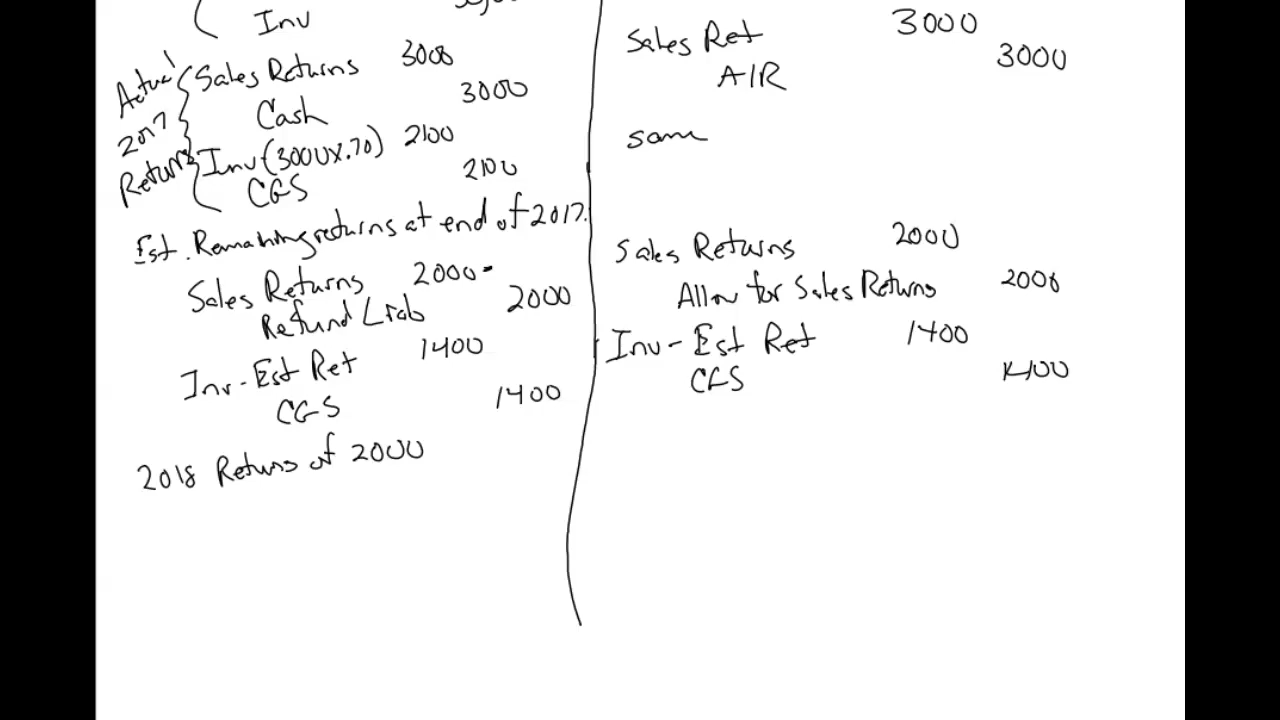 Inv
Actual
2017
Returns
Sales Returns 3000
Cash 3000
Inv (3000X.70) 2100
CGS 2100
Est. Remaining returns at end of 2017.
Sales Returns 2000
Refund Liab 2000
Inv - Est Ret 1400
CGS 1400
2018 Returns of 2000
Sales Ret 3000
A/R 3000
same
Sales Returns 2000
Allow for Sales Returns 2000
Inv - Est Ret 1400
CGS 1400